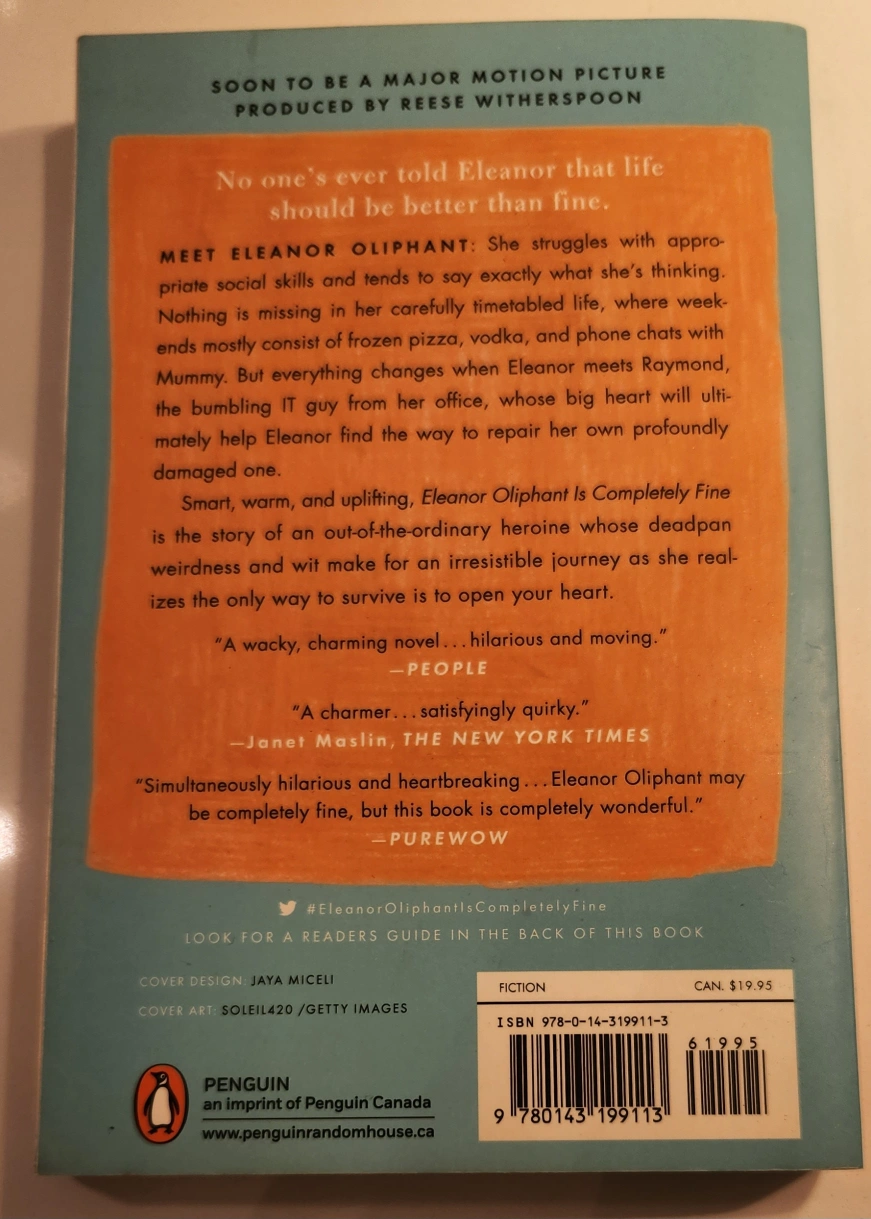 SOON TO BE A MAJOR MOTION PICTURE
PRODUCED BY REESE WITHERSPOON
No one's ever told Eleanor that life
should be better than fine.
MEET ELEANOR OLIPHANT: She struggles with appro-
priate social skills and tends to say exactly what she's thinking.
Nothing is missing in her carefully timetabled life, where week-
ends mostly consist of frozen pizza, vodka, and phone chats with
Mummy. But everything changes when Eleanor meets Raymond,
the bumbling IT guy from her office, whose big heart will ulti-
mately help Eleanor find the way to repair her own profoundly
damaged one.
Smart, warm, and uplifting, Eleanor Oliphant Is Completely Fine
is the story of an out-of-the-ordinary heroine whose deadpan
weirdness and wit make for an irresistible journey as she real-
izes the only way to survive is to open your heart.
"A wacky, charming novel...hilarious and moving."
—PEOPLE
"A charmer...satisfyingly quirky."
—Janet Maslin, THE NEW YORK TIMES
"Simultaneously hilarious and heartbreaking...Eleanor Oliphant may
be completely fine, but this book is completely wonderful."
—PUREWOW
#EleanorOliphantIsCompletelyFine
LOOK FOR A READERS GUIDE IN THE BACK OF THIS BOOK
COVER DESIGN: JAYA MICELI
COVER ART: SOLEIL420 /GETTY IMAGES
PENGUIN
an imprint of Penguin Canada
www.penguinrandomhouse.ca
FICTION CAN. $19.95
ISBN 978-0-14-319911-3
61995
9 780143 199113